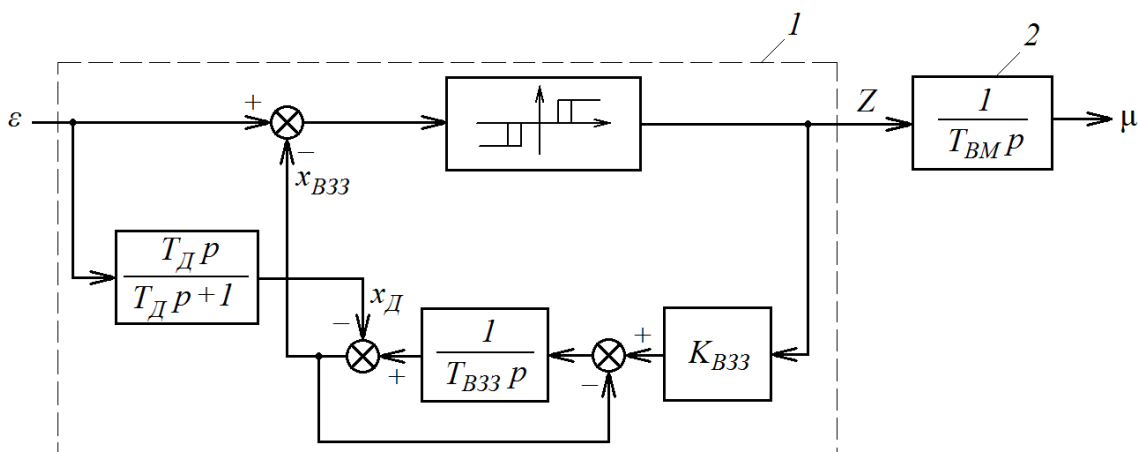 1
2
ε
+
−
Z
1
T_ВМ p
μ
x_ВЗЗ
T_Д p
T_Д p + 1
x_Д
−
+
1
T_ВЗЗ p
+
−
K_ВЗЗ